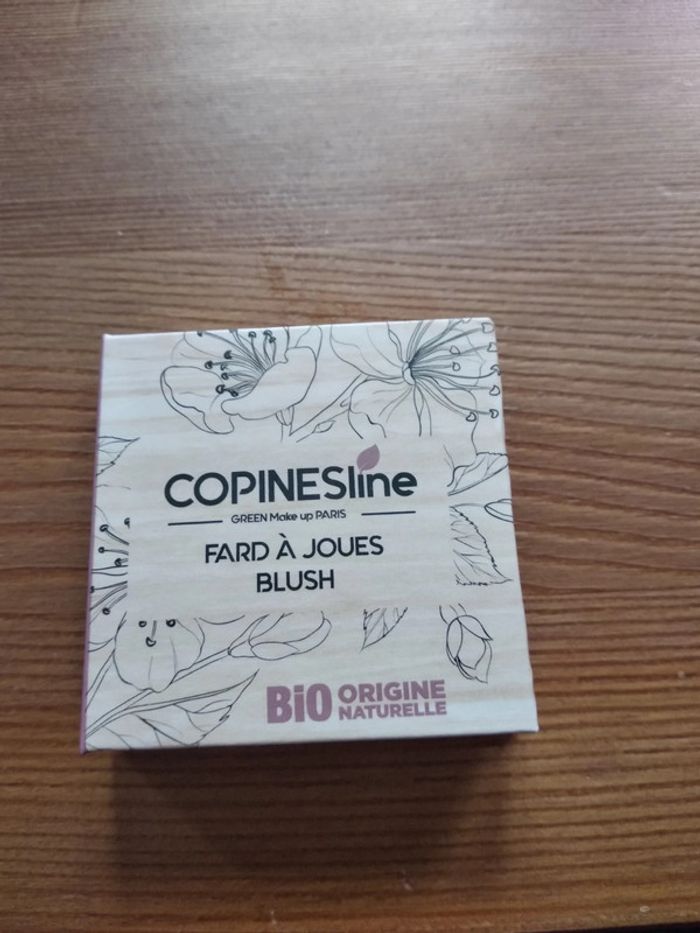 COPINESline
GREEN Make up PARIS
FARD À JOUES
BLUSH
BiO ORIGINE
NATURELLE